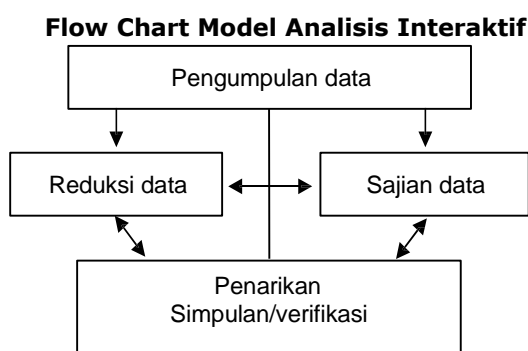 Flow Chart Model Analisis Interaktif
Pengumpulan data
Reduksi data
Sajian data
Penarikan
Simpulan/verifikasi